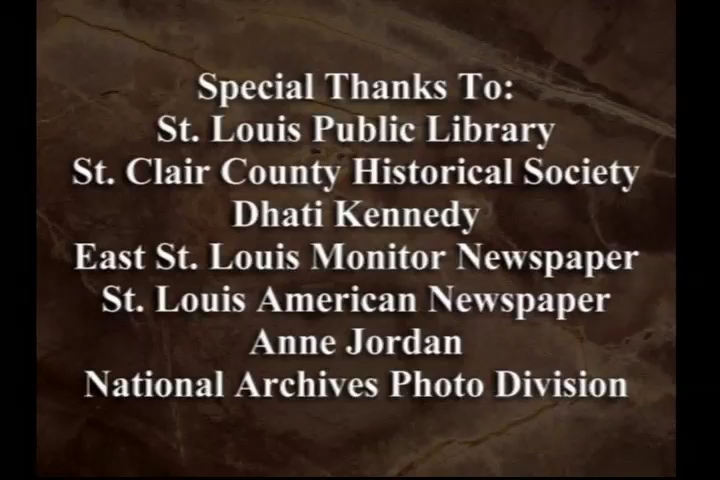 Special Thanks To:
St. Louis Public Library
St. Clair County Historical Society
Dhati Kennedy
East St. Louis Monitor Newspaper
St. Louis American Newspaper
Anne Jordan
National Archives Photo Division